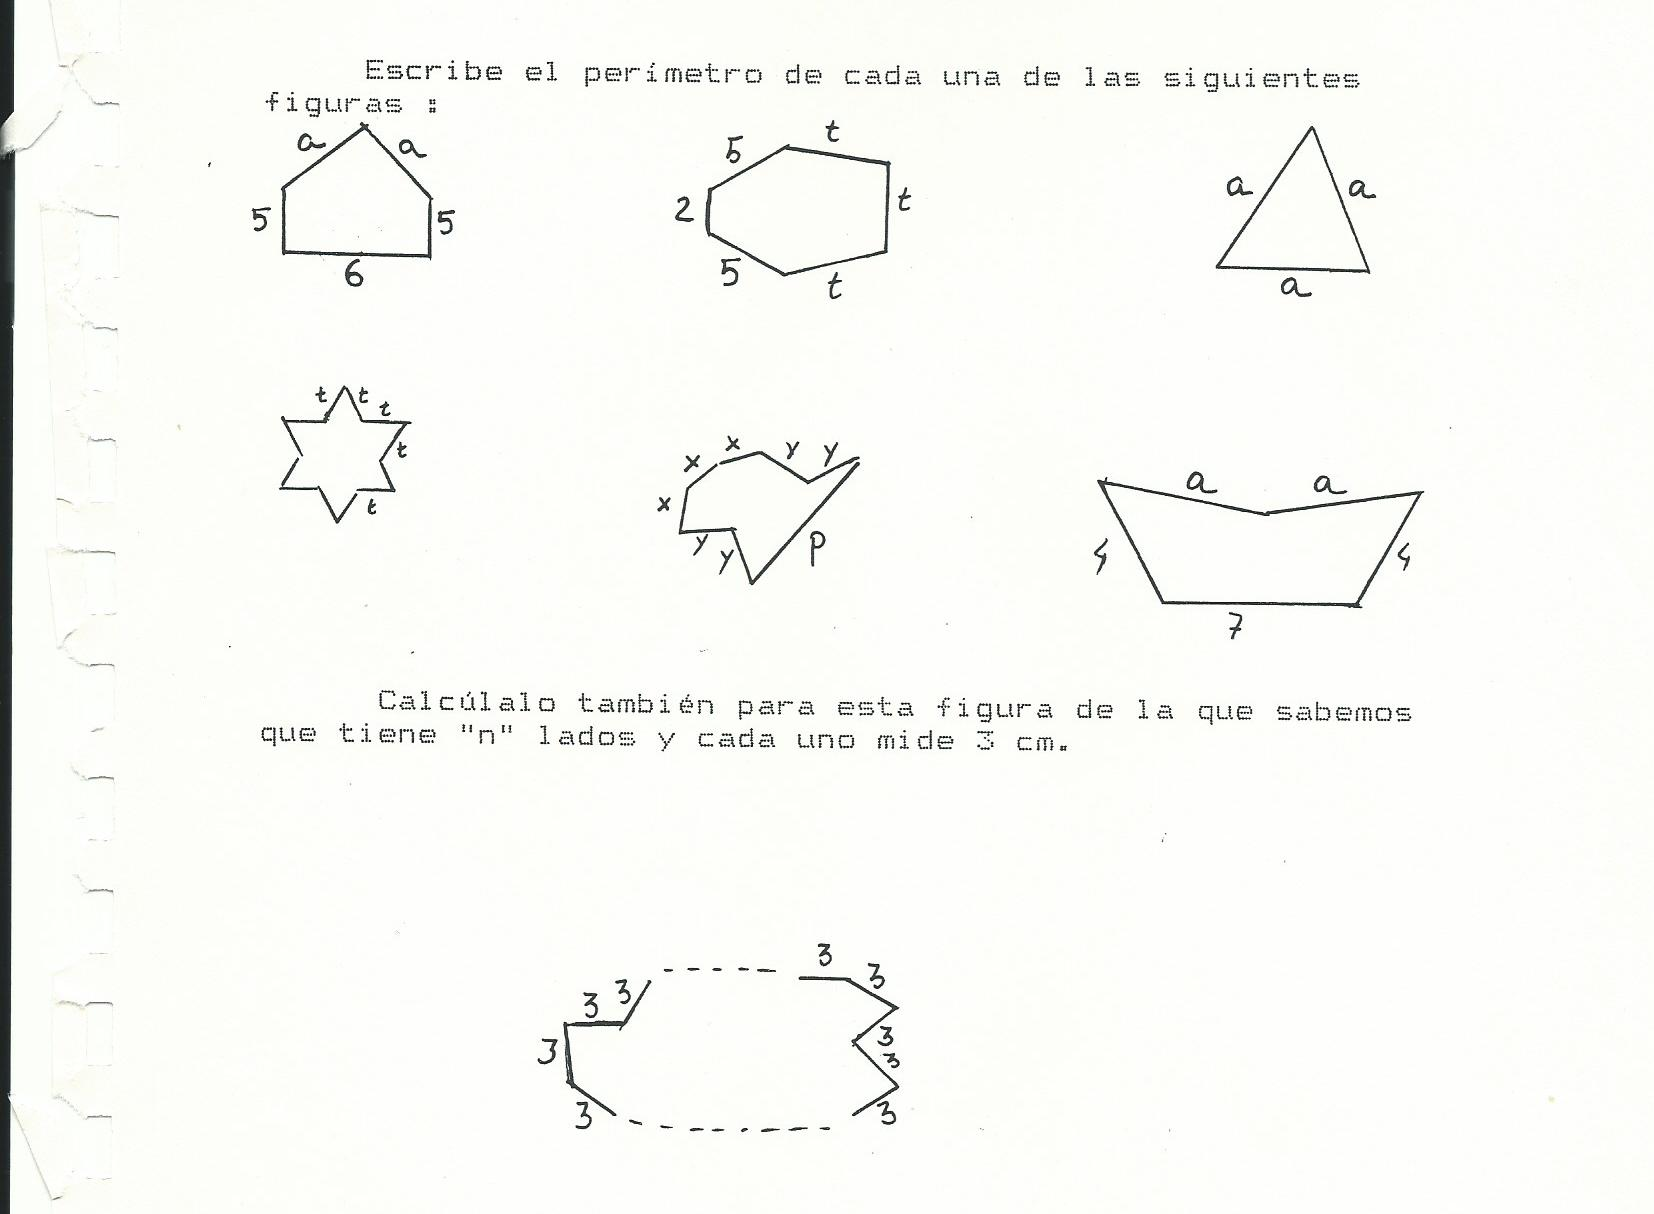 Escribe el perímetro de cada una de las siguientes
figuras :
a a
5 5
6
5 t
2 t
5 t
a a
a
t t t
t
t
x x y y
x
y y p
a a
4 4
7
Calcúlalo también para esta figura de la que sabemos
que tiene "n" lados y cada uno mide 3 cm.
3 3
3 3 3
3 3
3 3